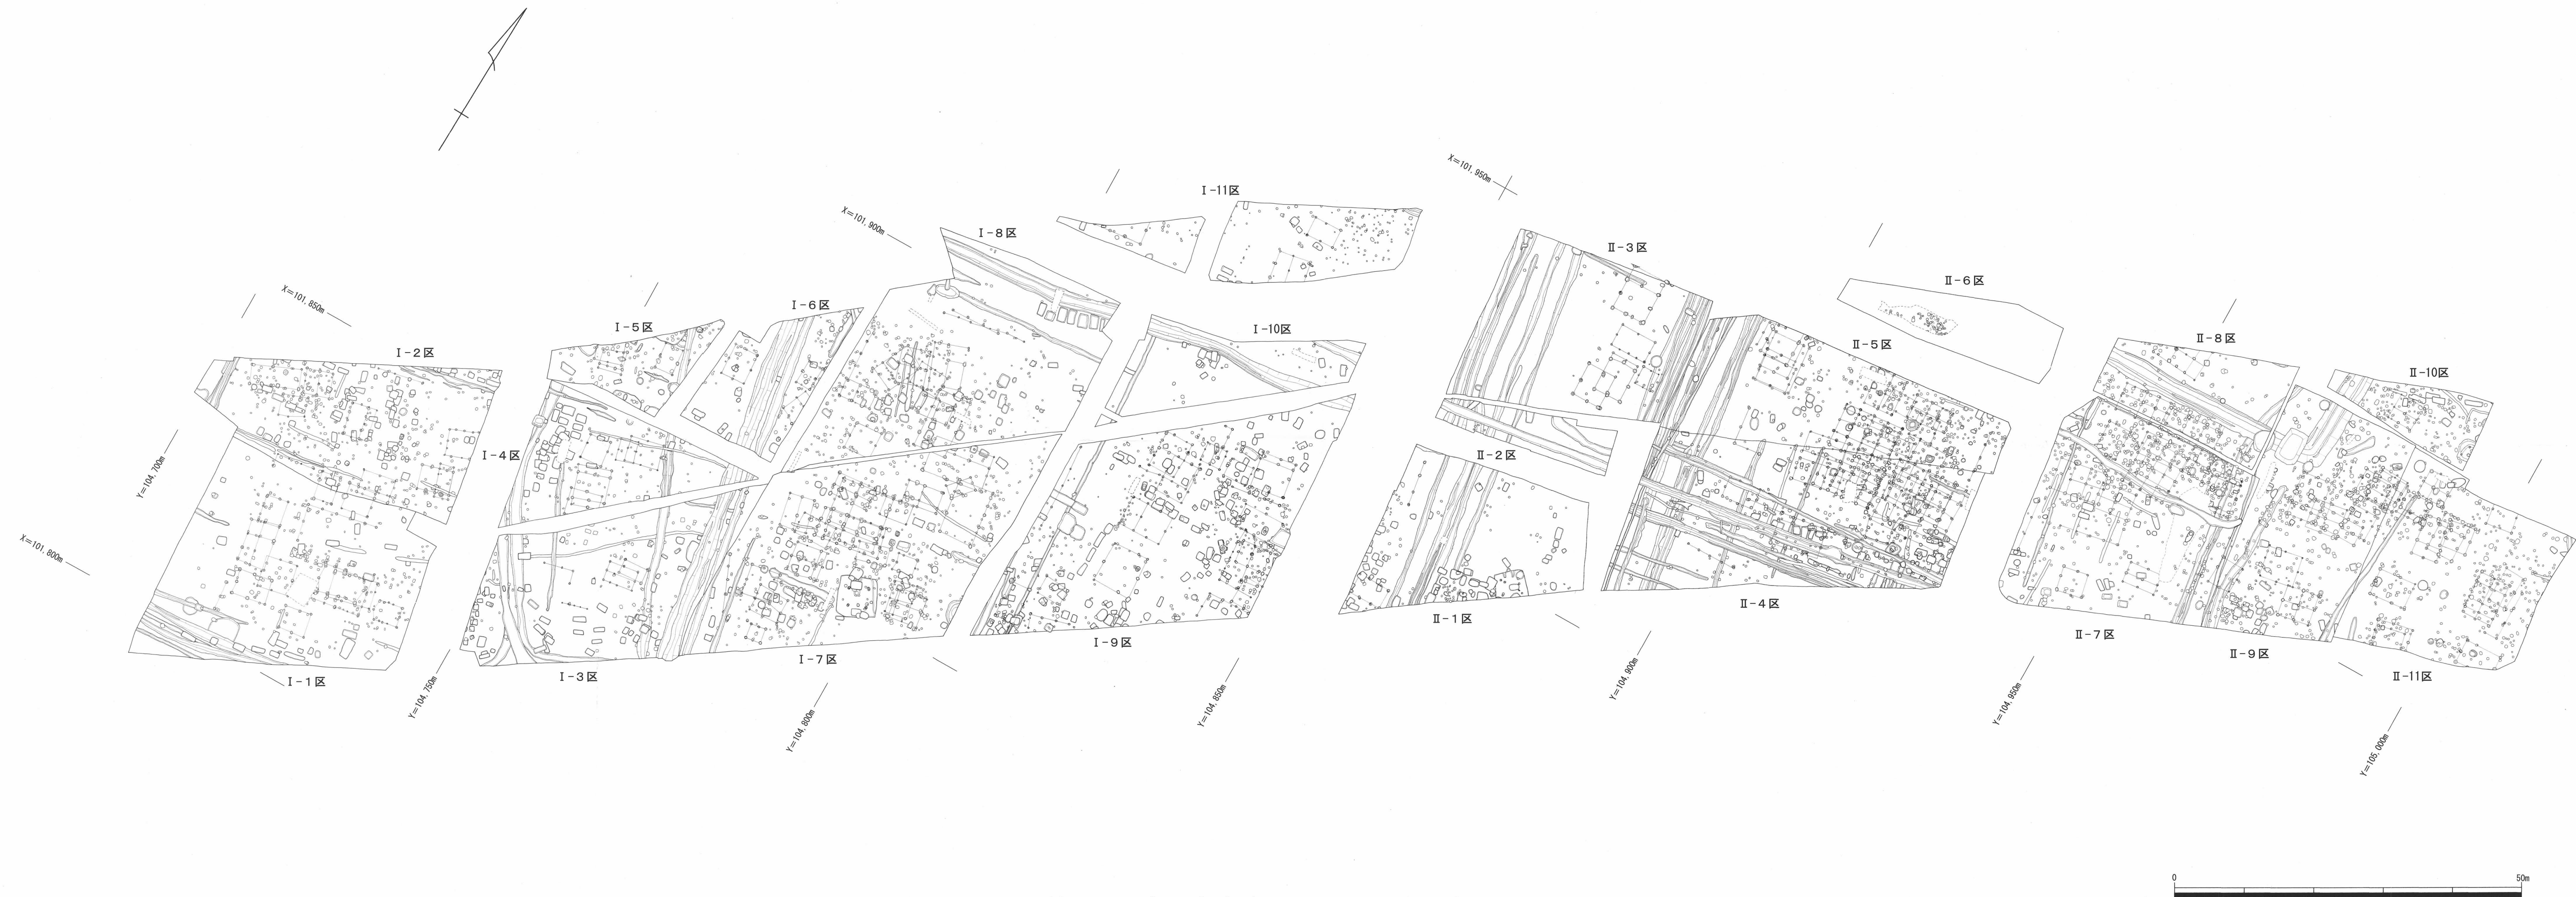 X=101,950m
Ⅰ-11区
X=101,900m
Ⅰ-8区
Ⅱ-3区
Ⅱ-6区
X=101,850m
Ⅰ-6区
Ⅰ-5区
Ⅰ-10区
Ⅱ-5区
Ⅱ-8区
Ⅰ-2区
Ⅱ-10区
Ⅰ-4区
Ⅱ-2区
Y=104,700m
X=101,800m
Ⅱ-4区
Ⅱ-1区
Ⅱ-7区
Ⅰ-9区
Ⅱ-9区
Ⅰ-7区
Ⅰ-3区
Ⅱ-11区
Ⅰ-1区
Y=104,750m
Y=104,800m
Y=104,850m
Y=104,900m
Y=104,950m
Y=105,000m
0 50m